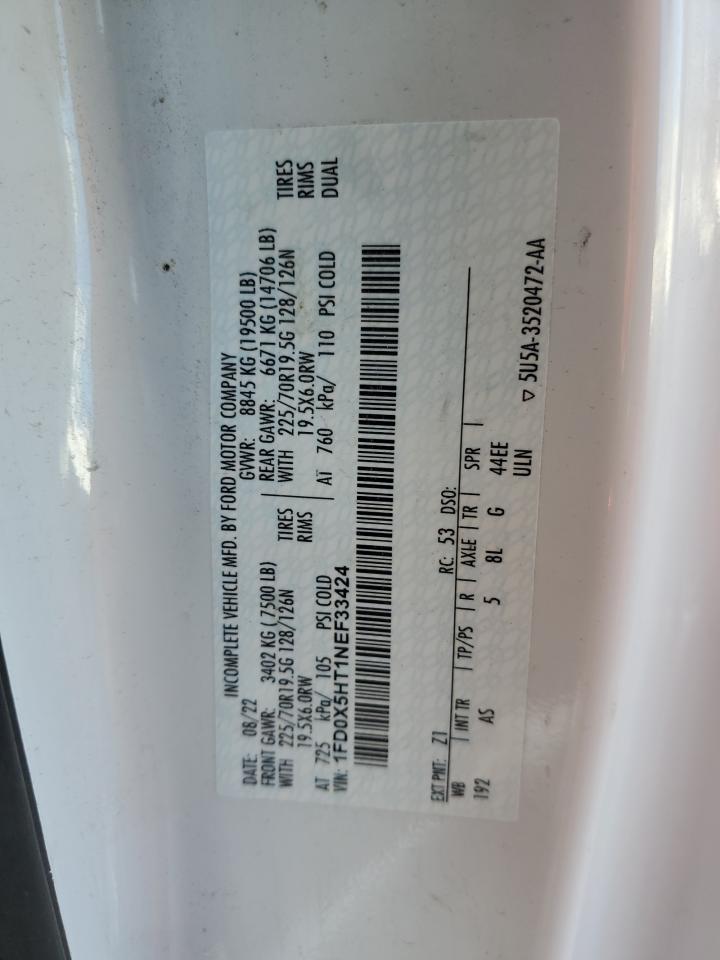 INCOMPLETE VEHICLE MFD. BY FORD MOTOR COMPANY
DATE: 08/22 GVWR: 8845 KG (19500 LB)
FRONT GAWR: 3402 KG ( 7500 LB) REAR GAWR: 6671 KG (14706 LB)
WITH 225/70R19.5G 128/126N TIRES WITH 225/70R19.5G 128/126N TIRES
19.5X6.0RW RIMS 19.5X6.0RW RIMS
AT 725 kPa/ 105 PSI COLD AT 760 kPa/ 110 PSI COLD DUAL
VIN: 1FD0X5HT1NEF33424
EXT PNT: Z1 RC: 53 DSO:
WB INT TR TP/PS R AXLE TR SPR
192 AS 5 8L G 44EE
ULN
▽ 5U5A-3520472-AA